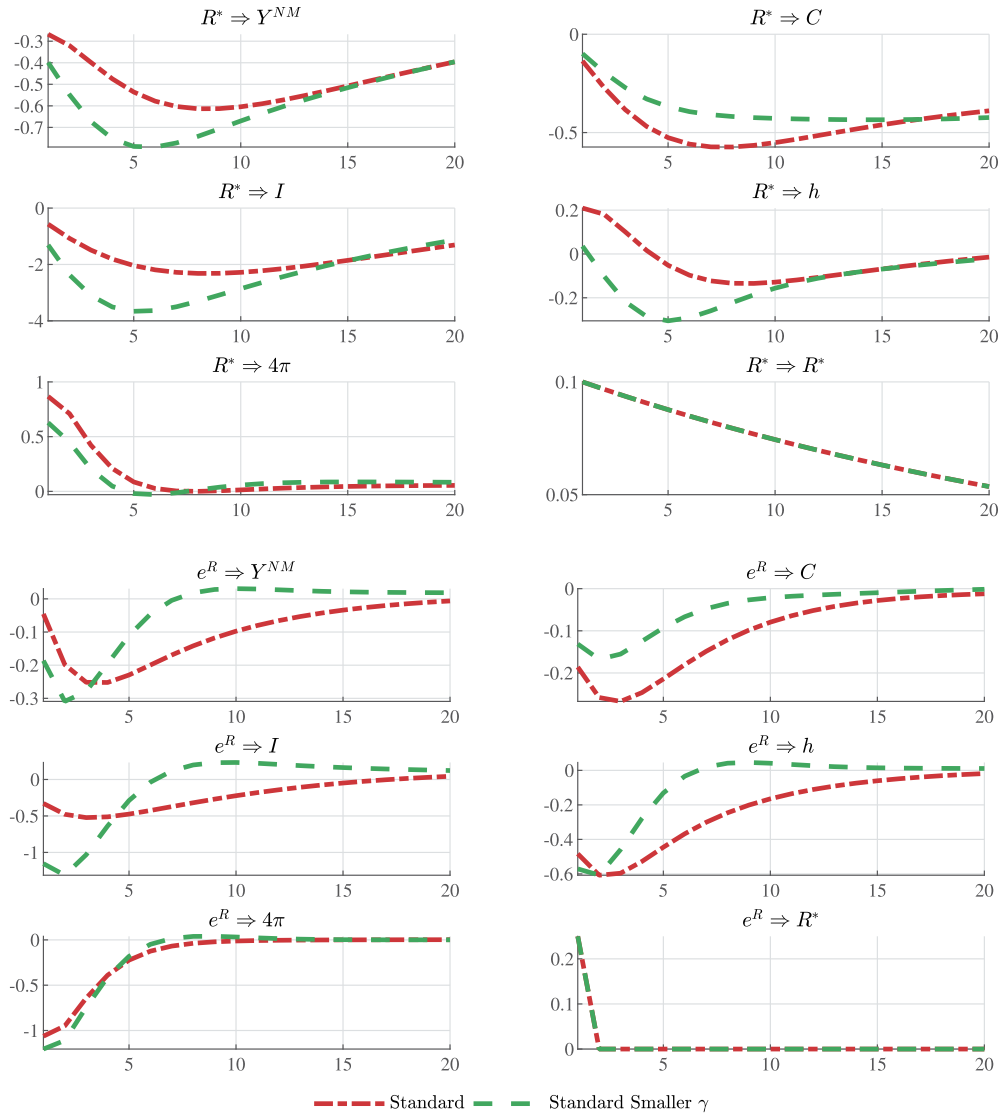 R* ⇒ Y^{NM}
-0.3
-0.4
-0.5
-0.6
-0.7
5 10 15 20
R* ⇒ C
0
-0.5
5 10 15 20
R* ⇒ I
0
-2
-4
5 10 15 20
R* ⇒ h
0.2
0
-0.2
5 10 15 20
R* ⇒ 4π
1
0.5
0
5 10 15 20
R* ⇒ R*
0.1
0.05
5 10 15 20
e^R ⇒ Y^{NM}
0
-0.1
-0.2
-0.3
5 10 15 20
e^R ⇒ C
0
-0.1
-0.2
5 10 15 20
e^R ⇒ I
0
-0.5
-1
5 10 15 20
e^R ⇒ h
0
-0.2
-0.4
-0.6
5 10 15 20
e^R ⇒ 4π
0
-0.5
-1
5 10 15 20
e^R ⇒ R*
0.2
0.1
0
5 10 15 20
Standard Standard Smaller γ